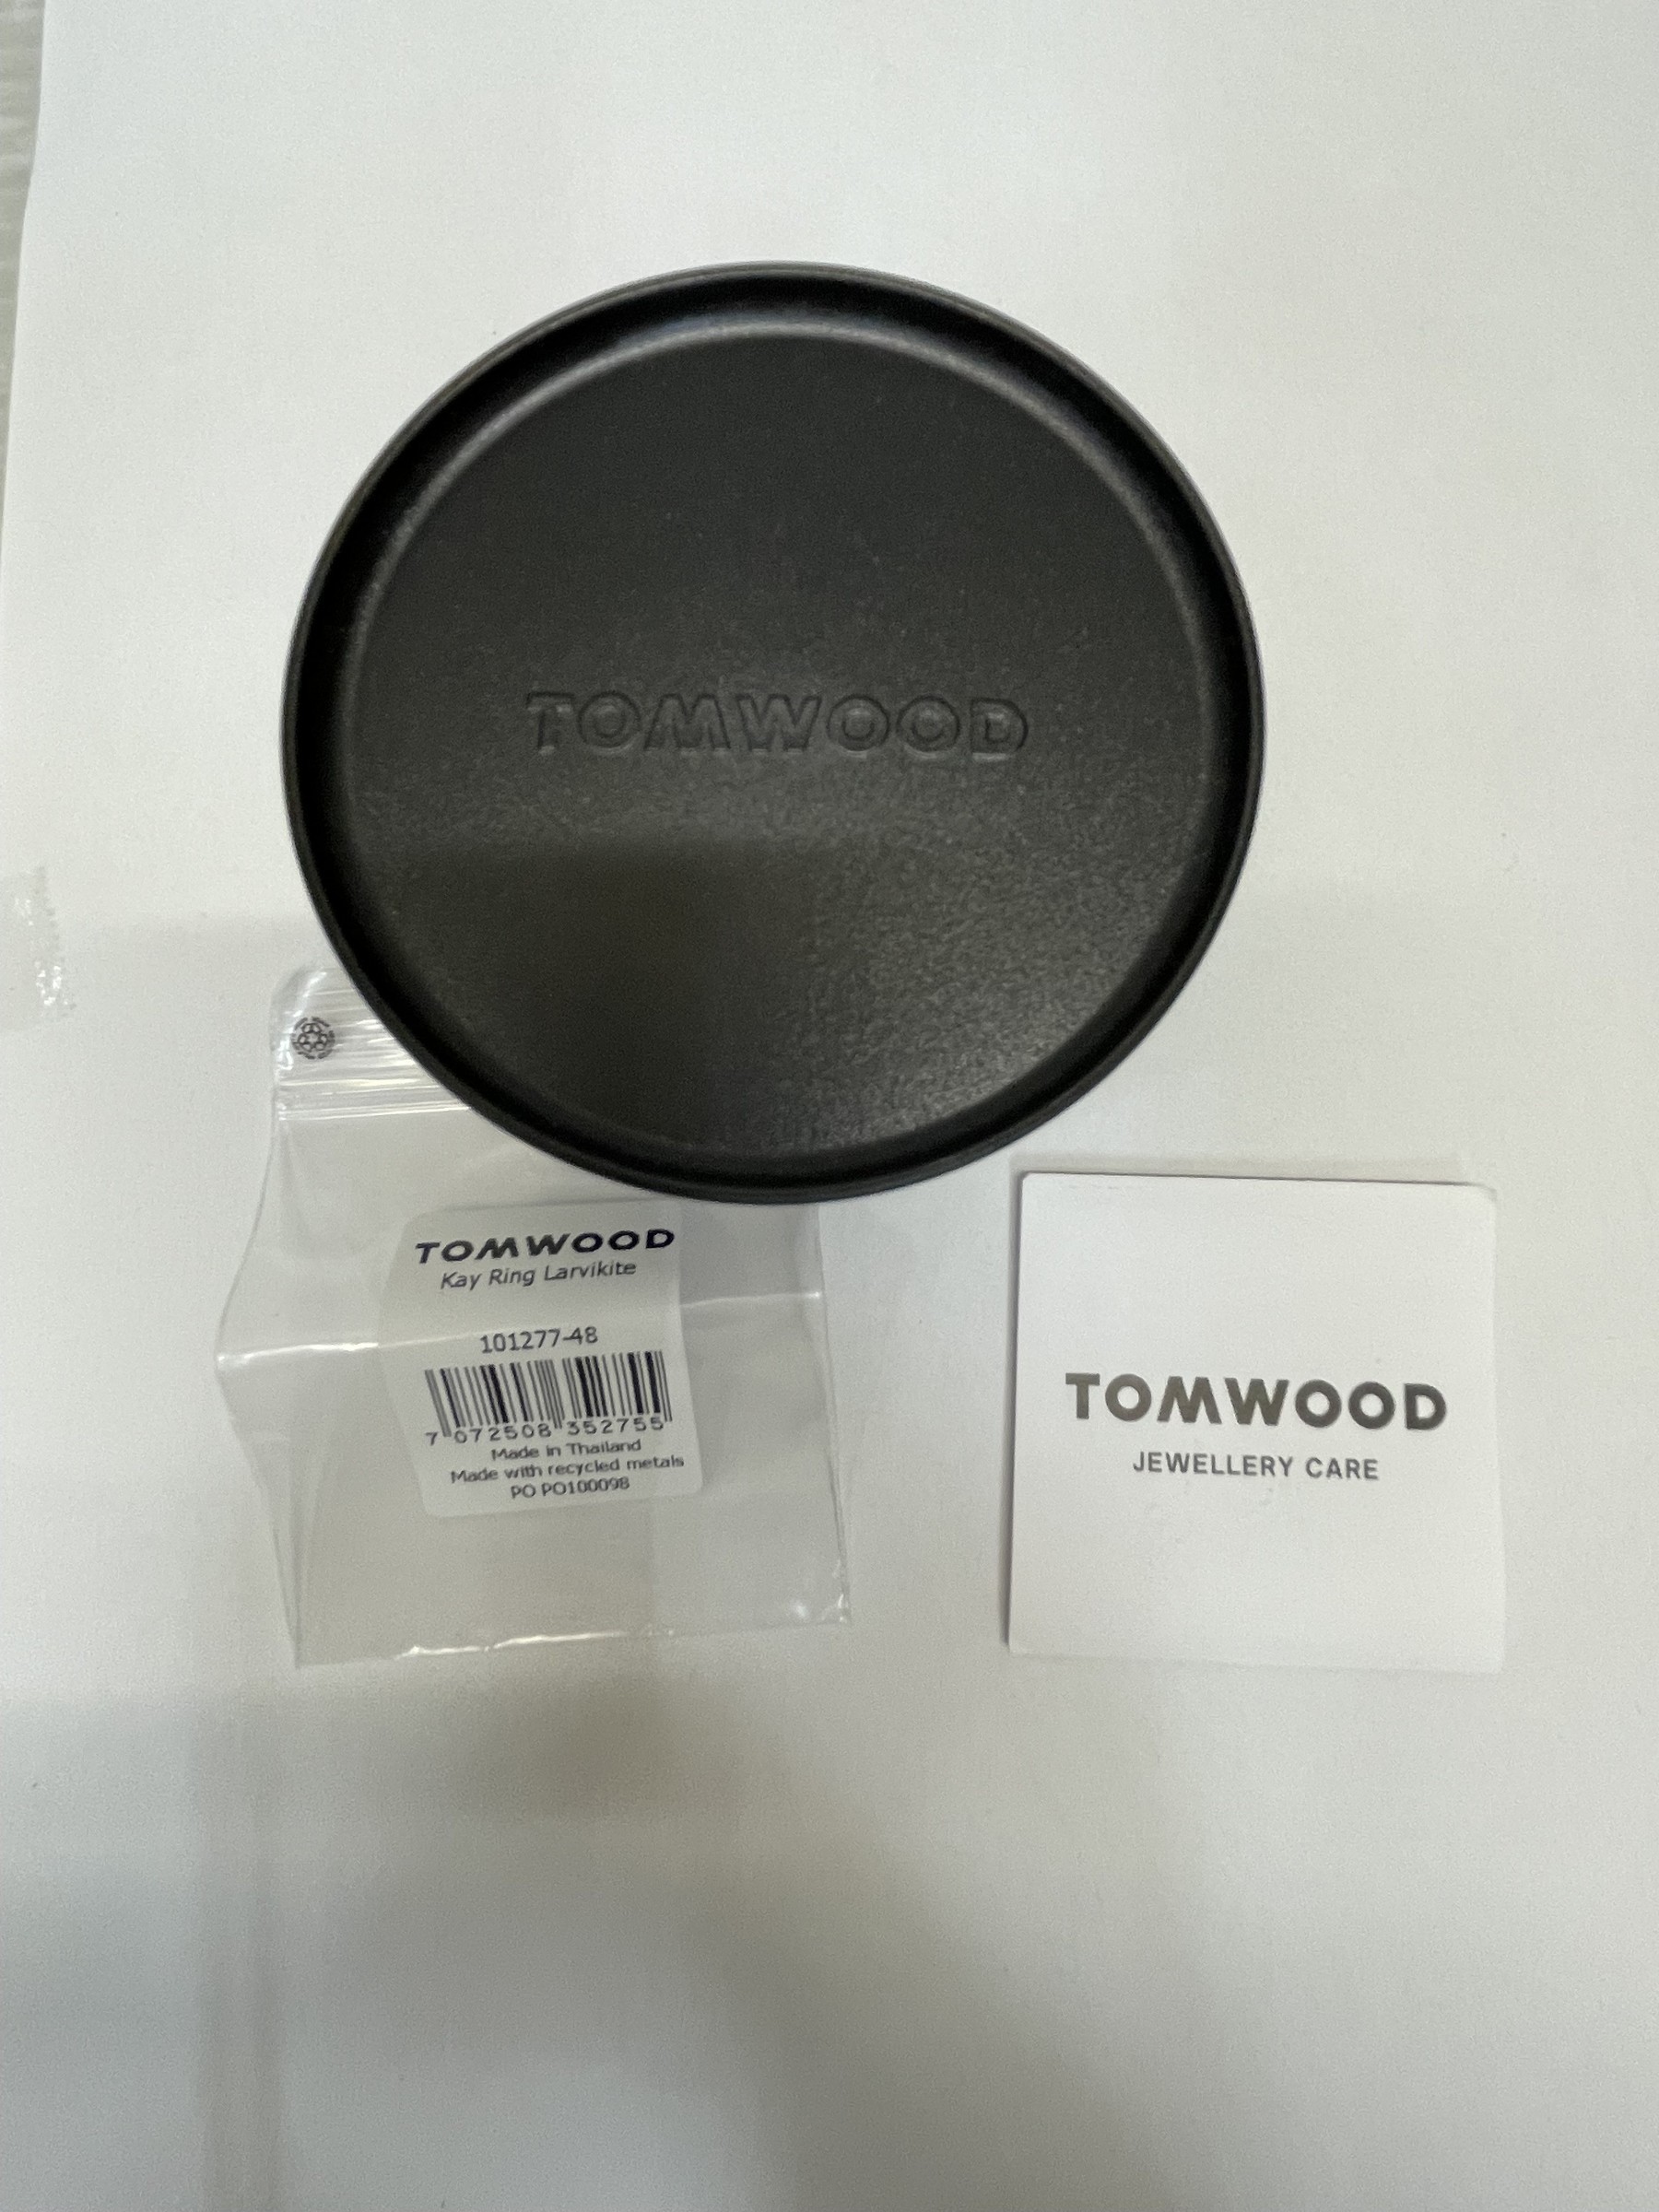 TOMWOOD
TOMWOOD
Kay Ring Larvikite
101277-48
7 072508 352755
Made in Thailand
Made with recycled metals
PO PO100098
TOMWOOD
JEWELLERY CARE